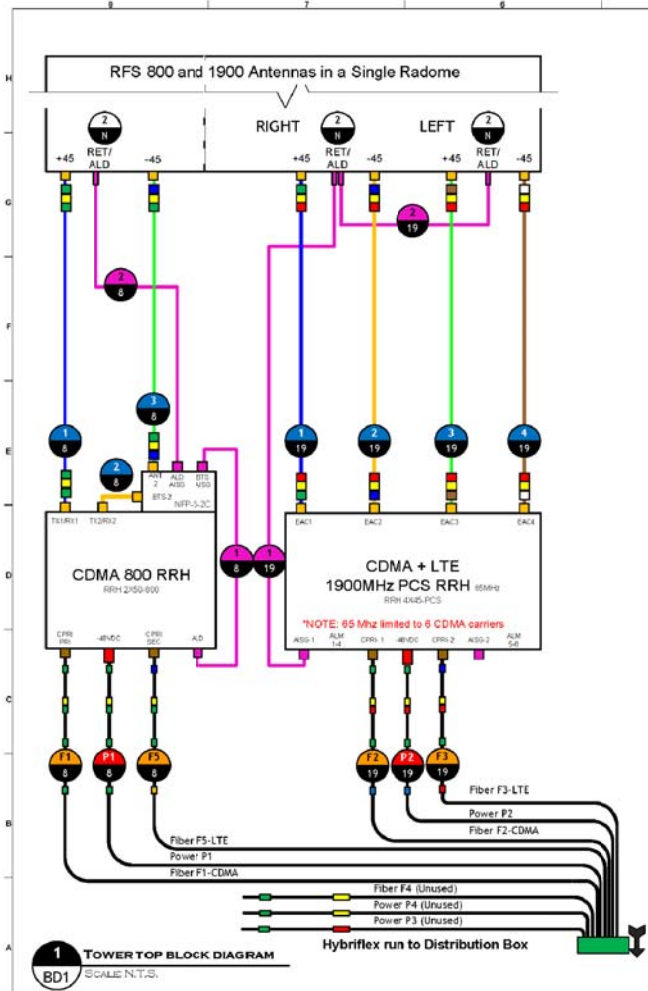 8 7 6
H
RFS 800 and 1900 Antennas in a Single Radome
2 N
RIGHT
2 N
LEFT
2 N
+45 RET/ ALD -45
+45 RET/ ALD -45
+45 RET/ ALD -45
G
2 19
2 8
F
3 8
E
1 8
2 8
1 19
2 19
3 19
4 19
ANT 2
ALD AISG
BTS
BTS-2
TX1/RX1 TX2/RX2
EAC1 EAC2 EAC3 EAC4
D
CDMA 800 RRH
RRH 2X50-800
1 8
1 19
CDMA + LTE
1900MHz PCS RRH 65MHz
RRH 4X45-PCS
*NOTE: 65 Mhz limited to 6 CDMA carriers
CPRI PRI
-48VDC
CPRI SEC
ALD
AISG-1
ALM 1-4
CPRI-1
-48VDC
CPRI-2
AISG-2
ALM
C
F1 8
P1 8
F5 8
F2 19
P2 19
F3 19
Fiber F3-LTE
B
Power P2
Fiber F2-CDMA
Fiber F5-LTE
Power P1
Fiber F1-CDMA
Fiber F4 (Unused)
Power P4 (Unused)
Power P3 (Unused)
Hybriflex run to Distribution Box
A
1
BD1
TOWER TOP BLOCK DIAGRAM
SCALE N.T.S.